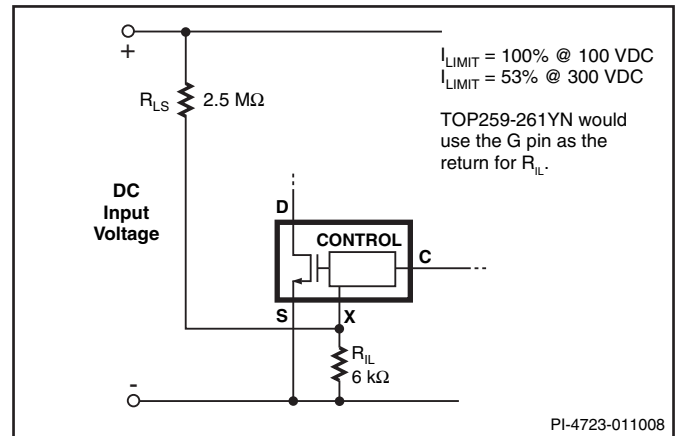 +
I_LIMIT = 100% @ 100 VDC
I_LIMIT = 53% @ 300 VDC
R_LS 2.5 MΩ
TOP259-261YN would
use the G pin as the
return for R_IL.
DC
Input
Voltage
D
CONTROL
C
S
X
R_IL
6 kΩ
-
PI-4723-011008